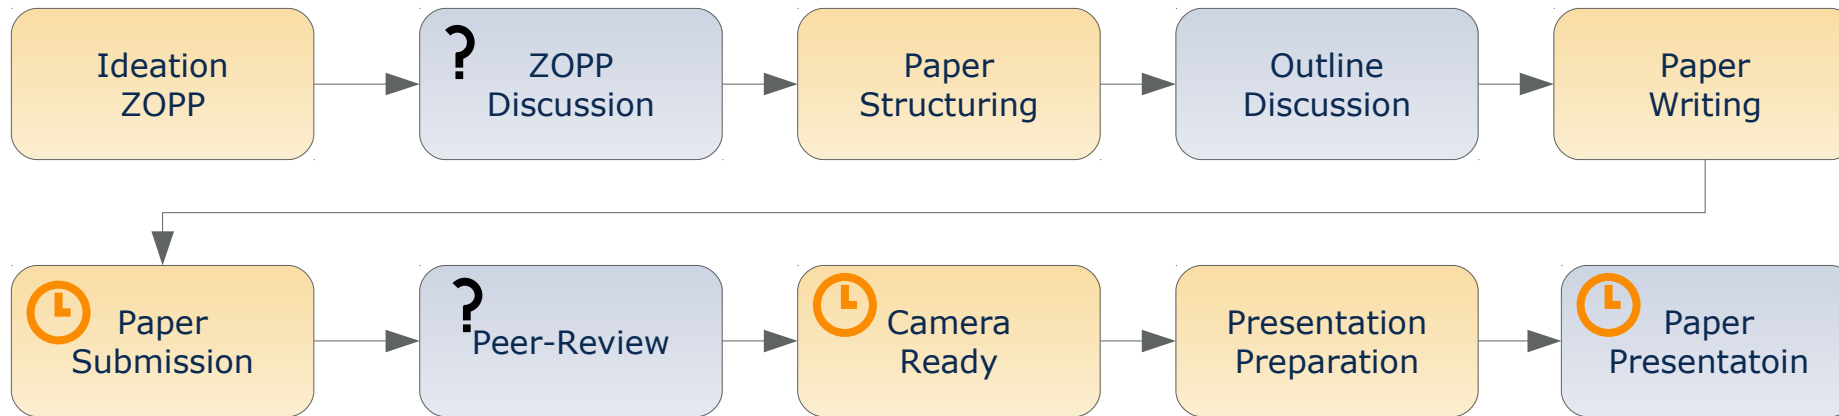 Ideation
ZOPP
?
ZOPP
Discussion
Paper
Structuring
Outline
Discussion
Paper
Writing
Paper
Submission
?
Peer-Review
Camera
Ready
Presentation
Preparation
Paper
Presentatoin